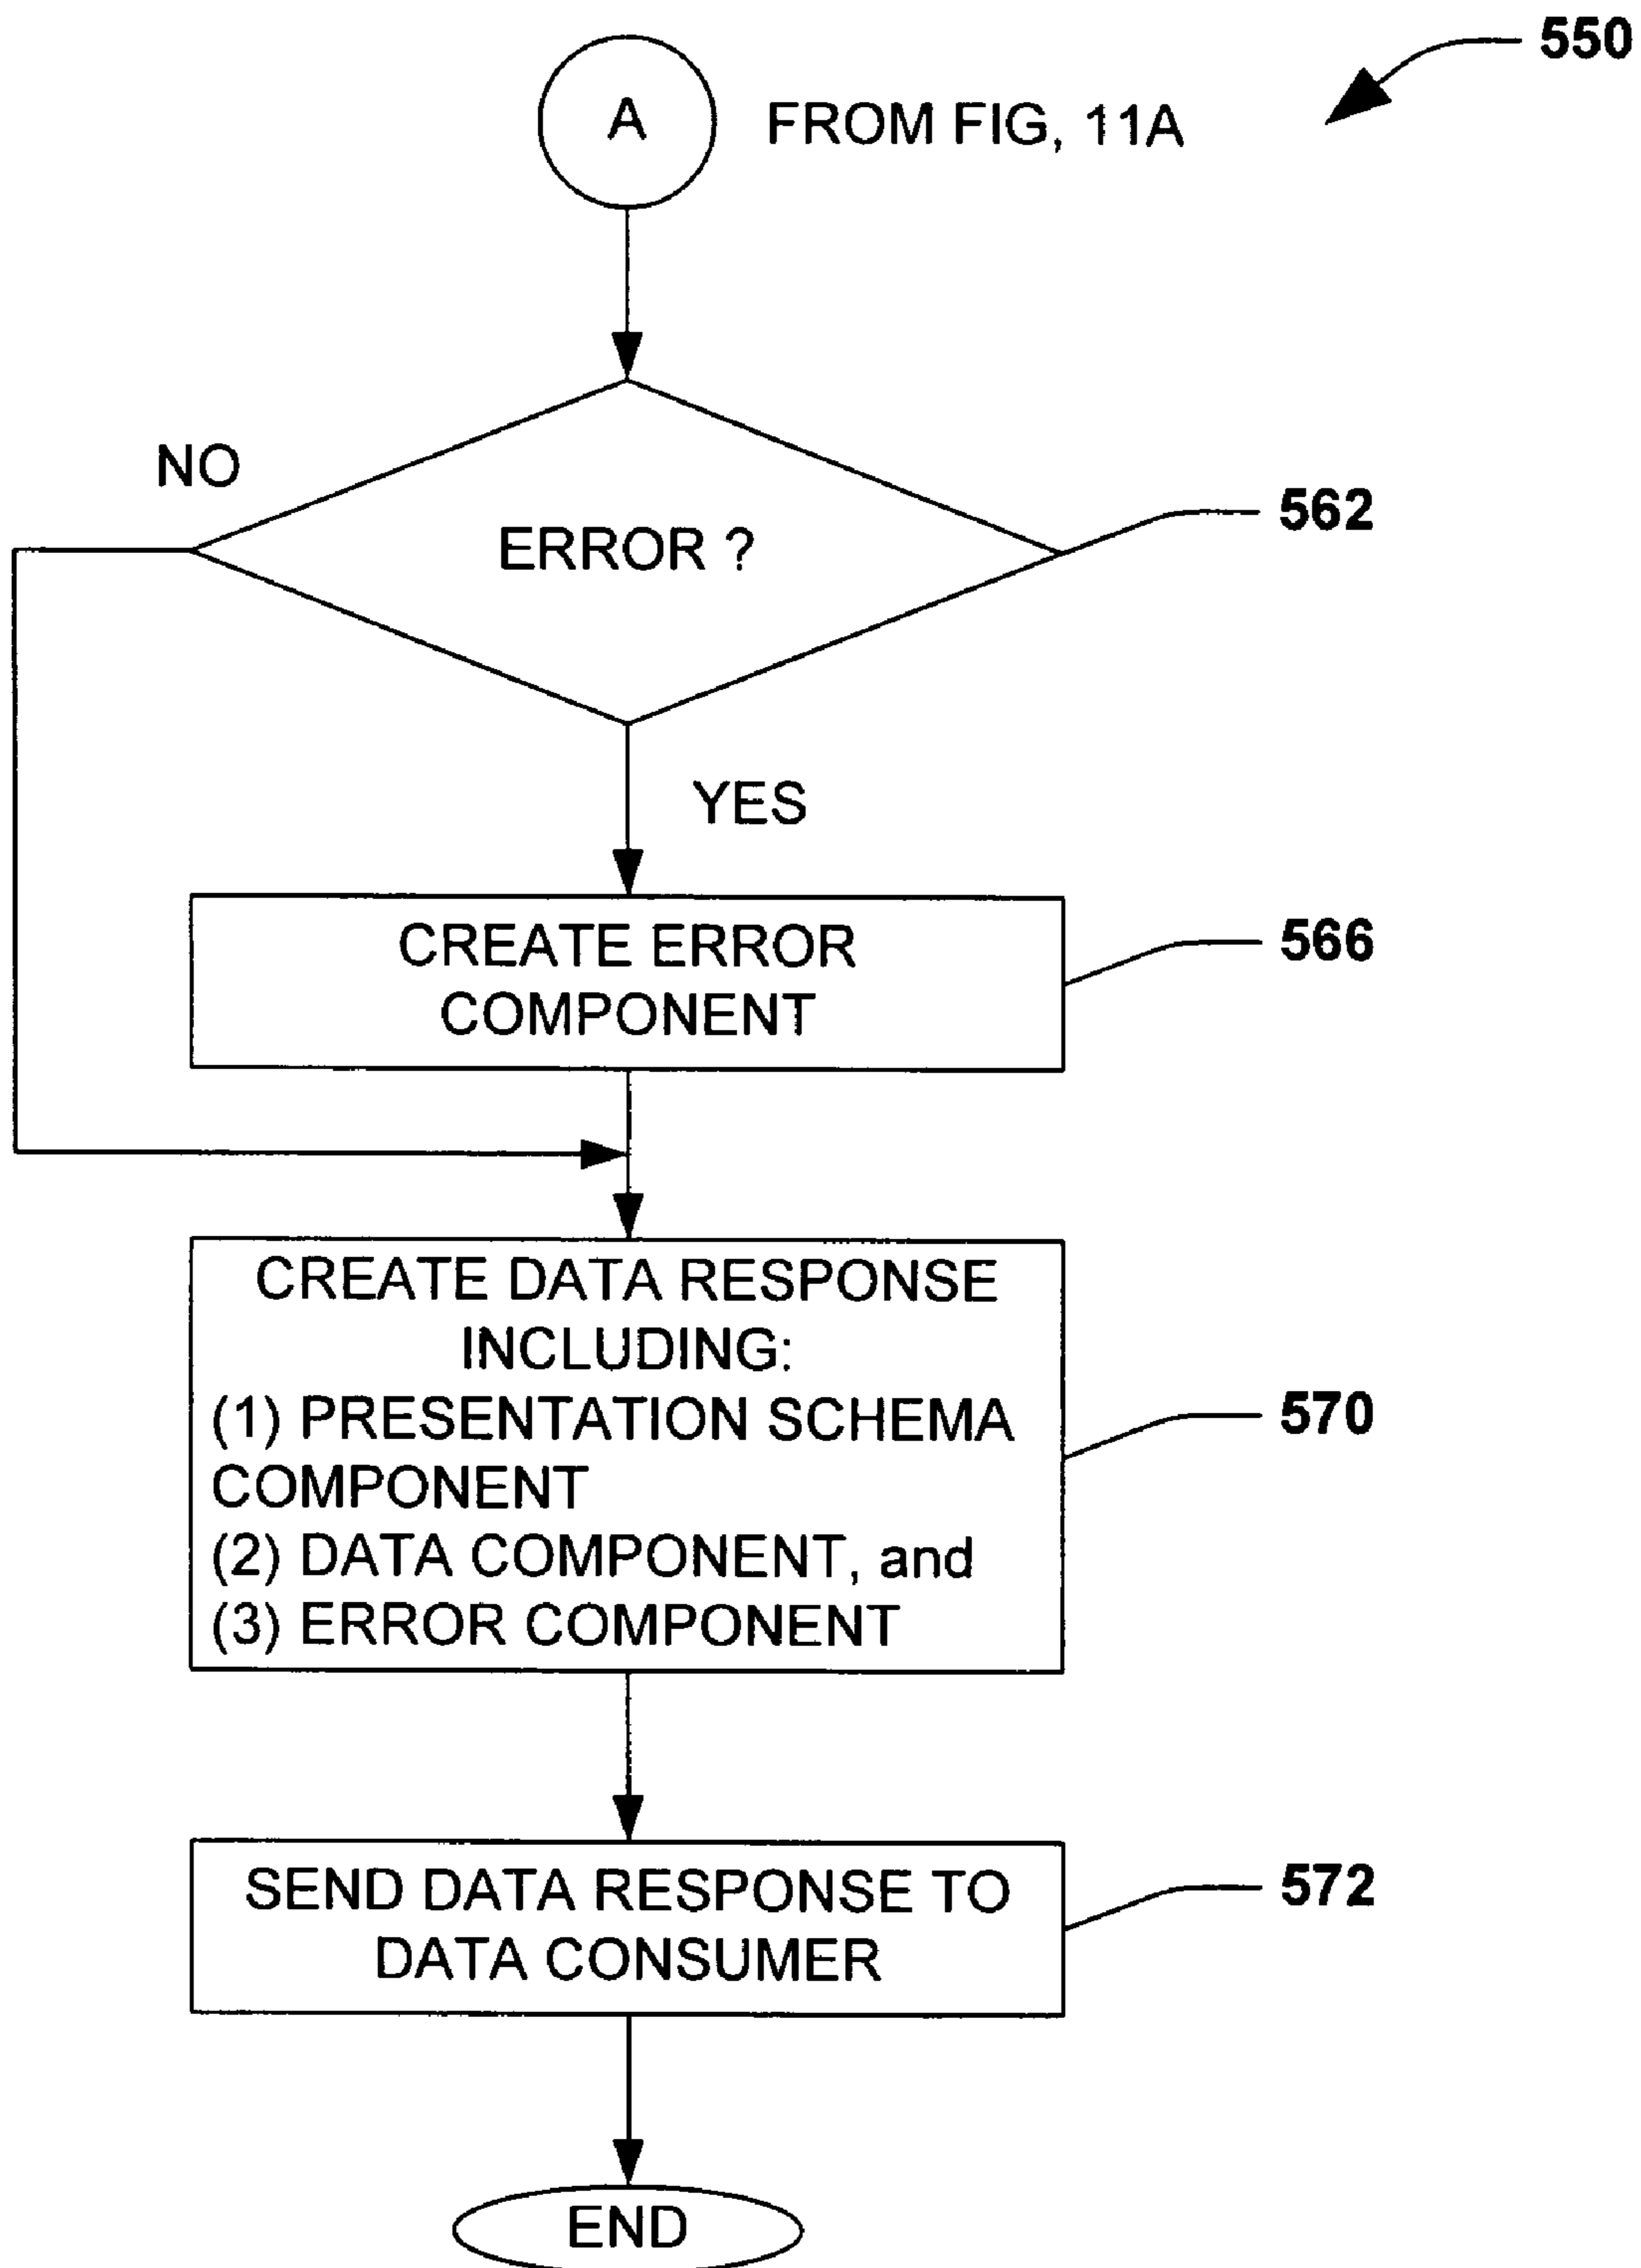 550
A
FROM FIG, 11A
NO
ERROR ?
562
YES
CREATE ERROR
COMPONENT
566
CREATE DATA RESPONSE
INCLUDING:
(1) PRESENTATION SCHEMA
COMPONENT
(2) DATA COMPONENT, and
(3) ERROR COMPONENT
570
SEND DATA RESPONSE TO
DATA CONSUMER
572
END